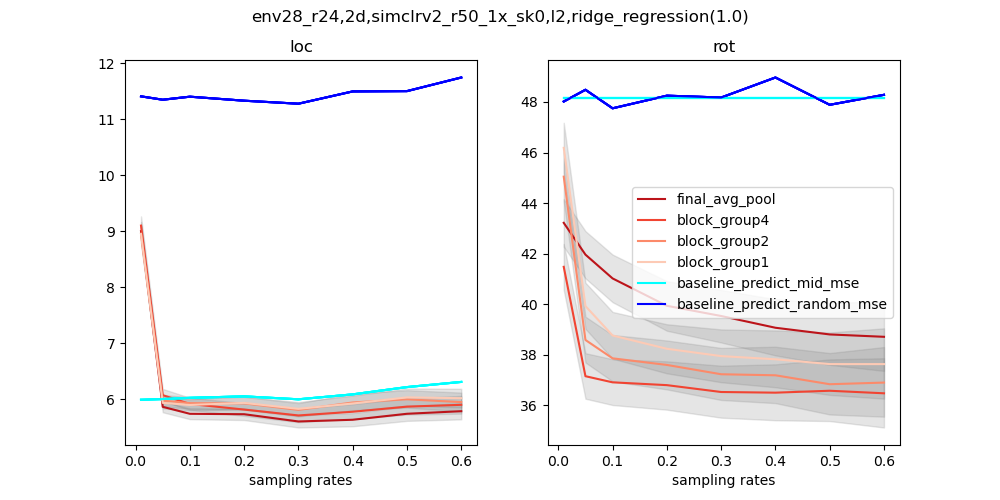 env28_r24,2d,simclrv2_r50_1x_sk0,l2,ridge_regression(1.0)
loc
12
11
10
9
8
7
6
0.0 0.1 0.2 0.3 0.4 0.5 0.6
sampling rates
rot
48
46
44
42
40
38
36
final_avg_pool
block_group4
block_group2
block_group1
baseline_predict_mid_mse
baseline_predict_random_mse
0.0 0.1 0.2 0.3 0.4 0.5 0.6
sampling rates